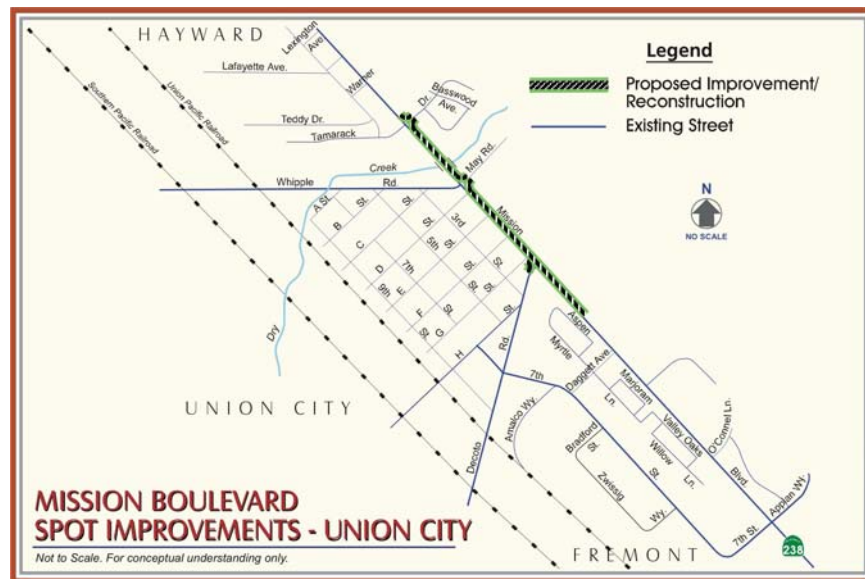 HAYWARD
Lexington
Ave.
Lafayette Ave.
Warner
Basswood
Ave.
Dr.
Teddy Dr.
Tamarack
Southern Pacific Railroad
Union Pacific Railroad
Legend
Proposed Improvement/
Reconstruction
Existing Street
N
NO SCALE
Creek
Whipple
Rd.
May Rd.
Mission
A St.
B
St.
C
St.
D
7th
E
9th
F
St.
G
St.
3rd
St.
5th
St.
St.
St.
St.
St.
H
Dry
Rd.
Decoto
7th
Aspen
Myrtle
Daggett Ave.
Marjoram
Ln.
Valley Oaks
O'Connel Ln.
Willow
Ln.
Blvd.
Appian Wy.
Amalco Wy.
Bradford
St.
Zwissig
Wy.
St.
7th St.
238
UNION CITY
FREMONT
MISSION BOULEVARD
SPOT IMPROVEMENTS - UNION CITY
Not to Scale. For conceptual understanding only.